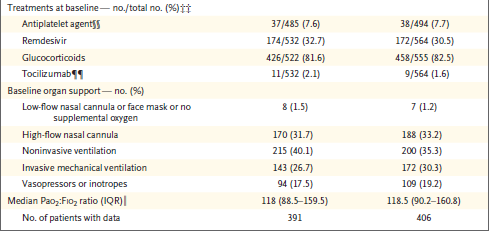 Treatments at baseline — no./total no. (%)‡‡
Antiplatelet agent§§ 37/485 (7.6) 38/494 (7.7)
Remdesivir 174/532 (32.7) 172/564 (30.5)
Glucocorticoids 426/522 (81.6) 458/555 (82.5)
Tocilizumab¶¶ 11/532 (2.1) 9/564 (1.6)
Baseline organ support — no. (%)
Low-flow nasal cannula or face mask or no 8 (1.5) 7 (1.2)
supplemental oxygen
High-flow nasal cannula 170 (31.7) 188 (33.2)
Noninvasive ventilation 215 (40.1) 200 (35.3)
Invasive mechanical ventilation 143 (26.7) 172 (30.3)
Vasopressors or inotropes 94 (17.5) 109 (19.2)
Median Pao₂:Fio₂ ratio (IQR)‖ 118 (88.5–159.5) 118.5 (90.2–160.8)
No. of patients with data 391 406